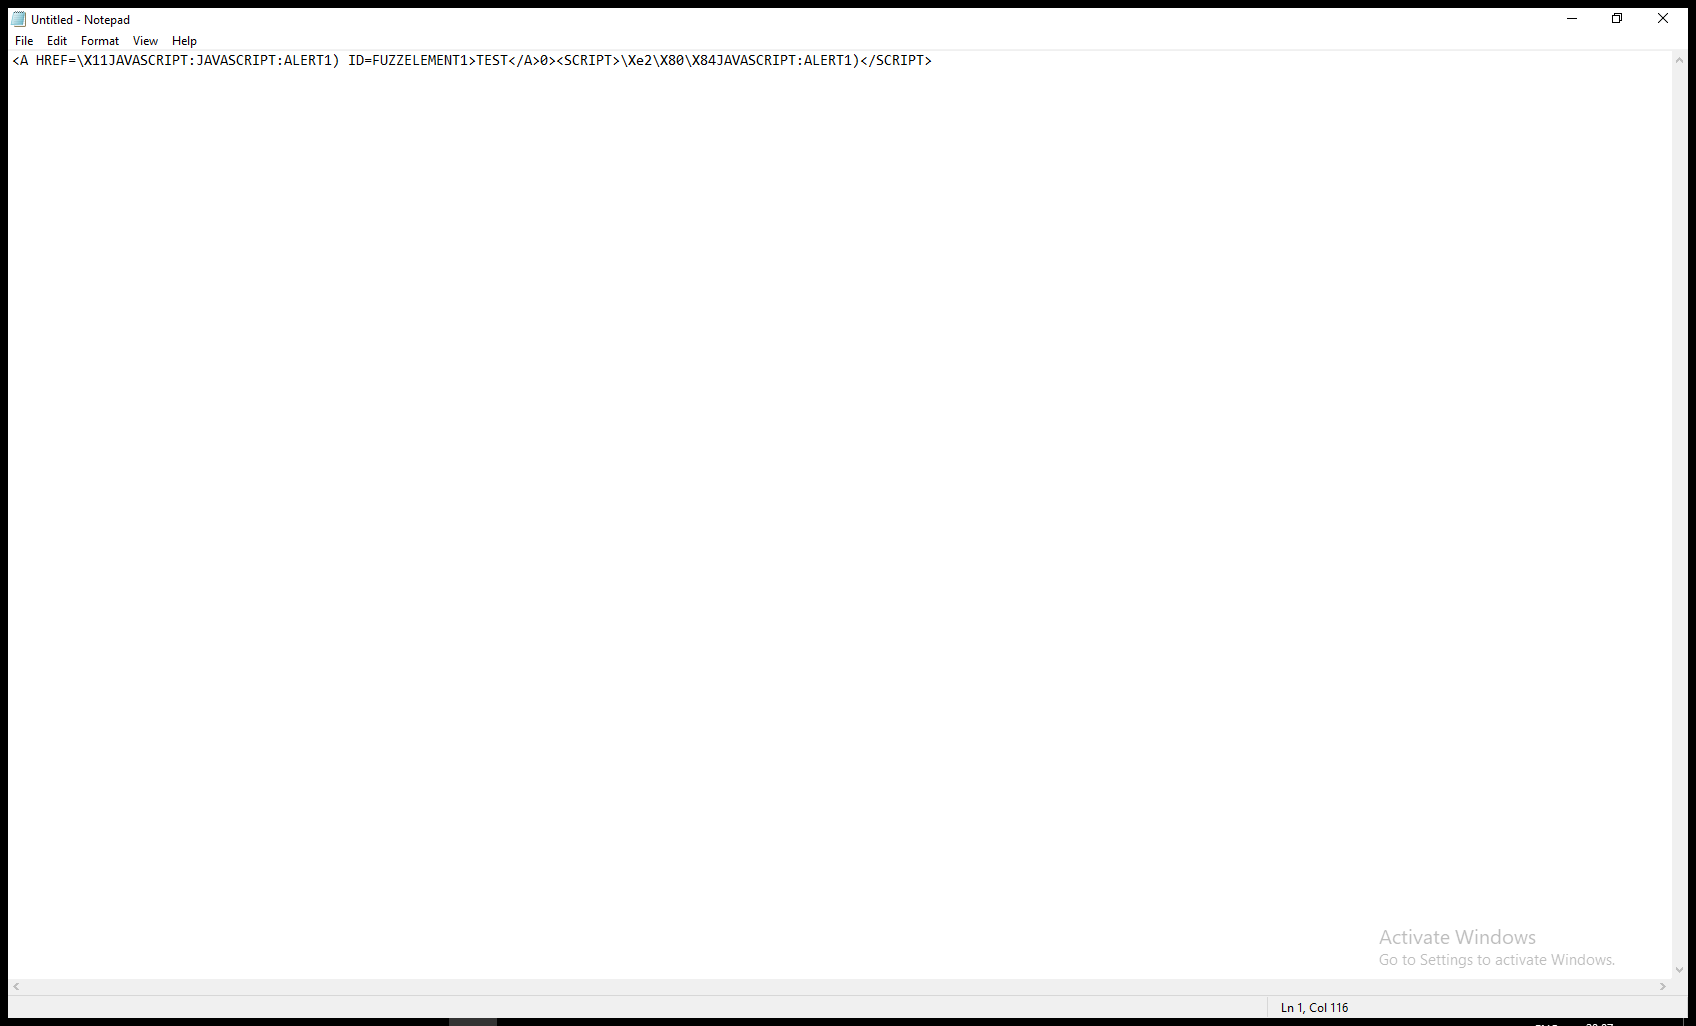 Untitled - Notepad
File Edit Format View Help
<A HREF=\X11JAVASCRIPT:JAVASCRIPT:ALERT1) ID=FUZZELEMENT1>TEST</A>0><SCRIPT>\Xe2\X80\X84JAVASCRIPT:ALERT1)</SCRIPT>
Activate Windows
Go to Settings to activate Windows.
Ln 1, Col 116